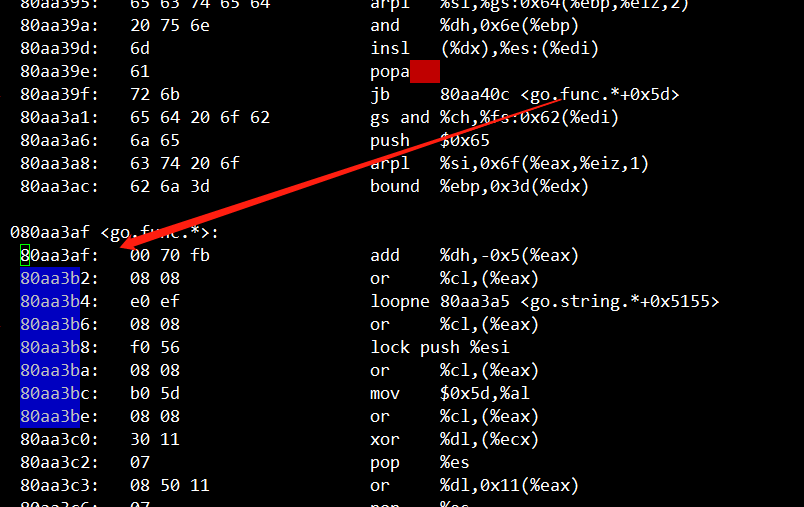 80aa395: 65 63 74 65 64 arpl %si,%gs:0x64(%ebp,%eiz,2)
80aa39a: 20 75 6e and %dh,0x6e(%ebp)
80aa39d: 6d insl (%dx),%es:(%edi)
80aa39e: 61 popa
80aa39f: 72 6b jb 80aa40c <go.func.*+0x5d>
80aa3a1: 65 64 20 6f 62 gs and %ch,%fs:0x62(%edi)
80aa3a6: 6a 65 push $0x65
80aa3a8: 63 74 20 6f arpl %si,0x6f(%eax,%eiz,1)
80aa3ac: 62 6a 3d bound %ebp,0x3d(%edx)
080aa3af <go.func.*>:
80aa3af: 00 70 fb add %dh,-0x5(%eax)
80aa3b2: 08 08 or %cl,(%eax)
80aa3b4: e0 ef loopne 80aa3a5 <go.string.*+0x5155>
80aa3b6: 08 08 or %cl,(%eax)
80aa3b8: f0 56 lock push %esi
80aa3ba: 08 08 or %cl,(%eax)
80aa3bc: b0 5d mov $0x5d,%al
80aa3be: 08 08 or %cl,(%eax)
80aa3c0: 30 11 xor %dl,(%ecx)
80aa3c2: 07 pop %es
80aa3c3: 08 50 11 or %dl,0x11(%eax)
80aa3c6: 07 pop %es